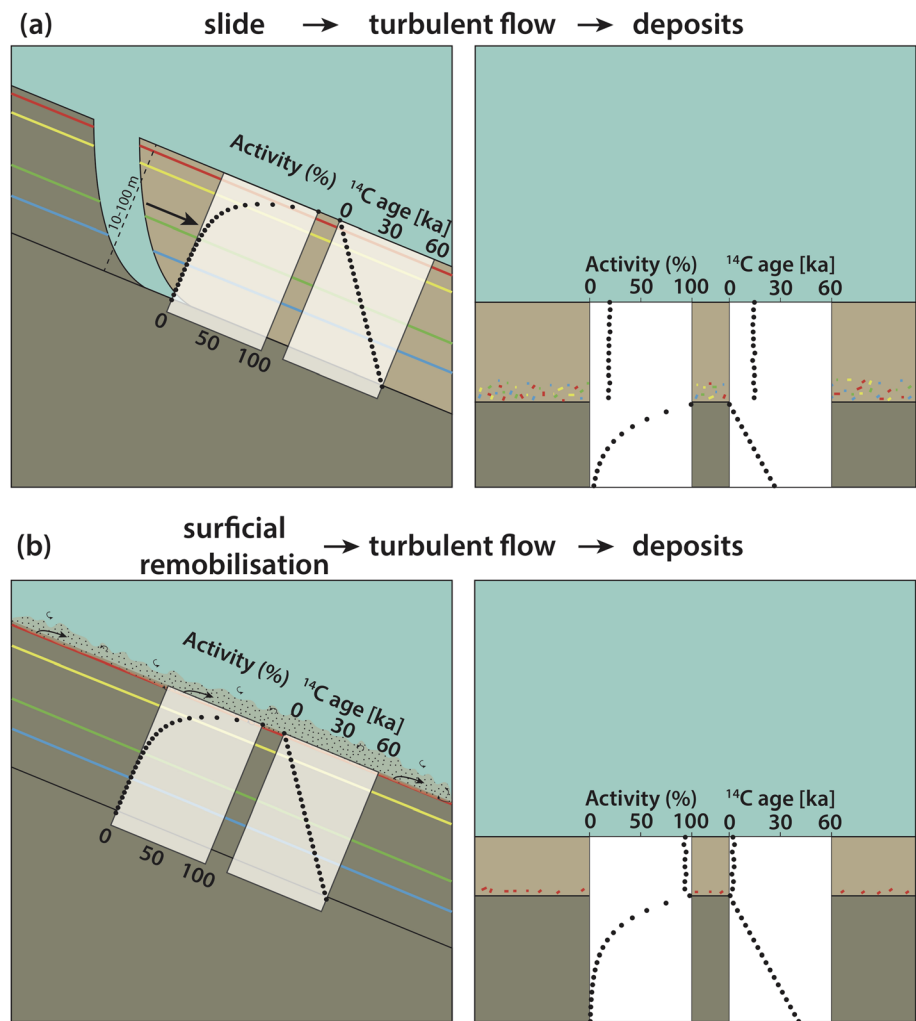 (a) slide → turbulent flow → deposits
10-100 m
Activity (%)
¹⁴C age [ka]
0 30 60
0 50 100
Activity (%) ¹⁴C age [ka]
0 50 100 0 30 60
(b) surficial
remobilisation → turbulent flow → deposits
Activity (%)
¹⁴C age [ka]
0 30 60
0 50 100
Activity (%) ¹⁴C age [ka]
0 50 100 0 30 60